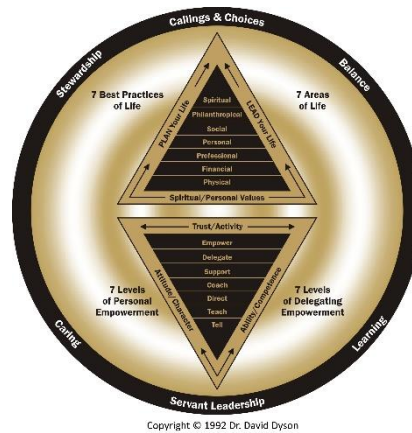 Callings & Choices
Stewardship
Balance
7 Best Practices
of Life
7 Areas
of Life
PLAN Your Life
LEAD Your Life
Spiritual
Philanthropical
Social
Personal
Professional
Financial
Physical
Spiritual/Personal Values
Trust/Activity
Empower
Delegate
Support
Coach
Direct
Teach
Tell
Attitude/Character
Ability/Competence
7 Levels
of Personal
Empowerment
7 Levels
of Delegating
Empowerment
Caring
Learning
Servant Leadership
Copyright © 1992 Dr. David Dyson